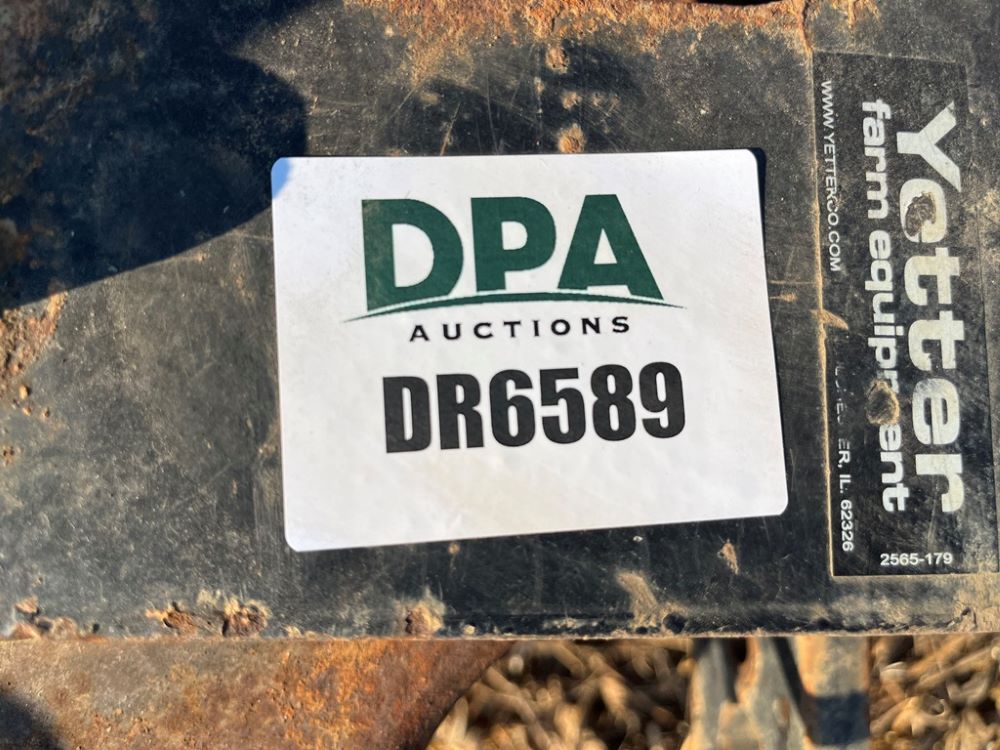 DPA
AUCTIONS
DR6589
Yetter
farm equipment
WWW.YETTERCO.COM
IL. 62326
2565-179